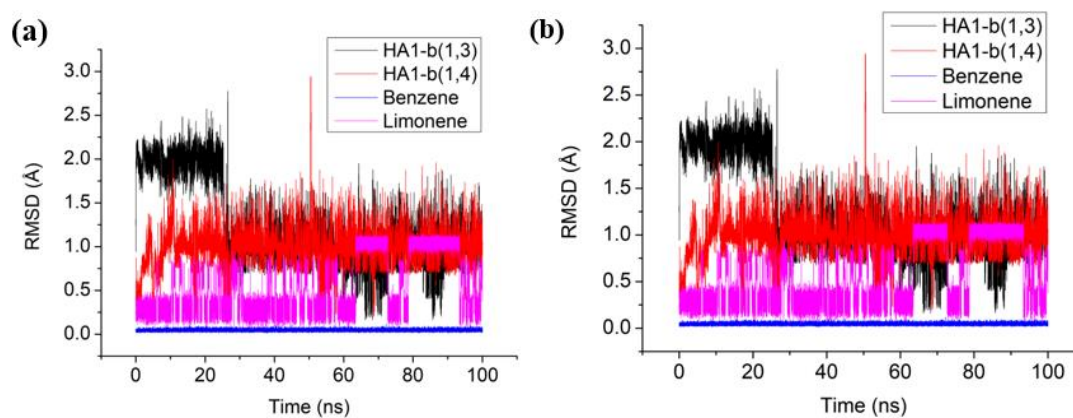 (a)
HA1-b(1,3)
HA1-b(1,4)
Benzene
Limonene
3.0
2.5
2.0
1.5
1.0
0.5
0.0
RMSD (Å)
0 20 40 60 80 100
Time (ns)
(b)
HA1-b(1,3)
HA1-b(1,4)
Benzene
Limonene
3.0
2.5
2.0
1.5
1.0
0.5
0.0
RMSD (Å)
0 20 40 60 80 100
Time (ns)